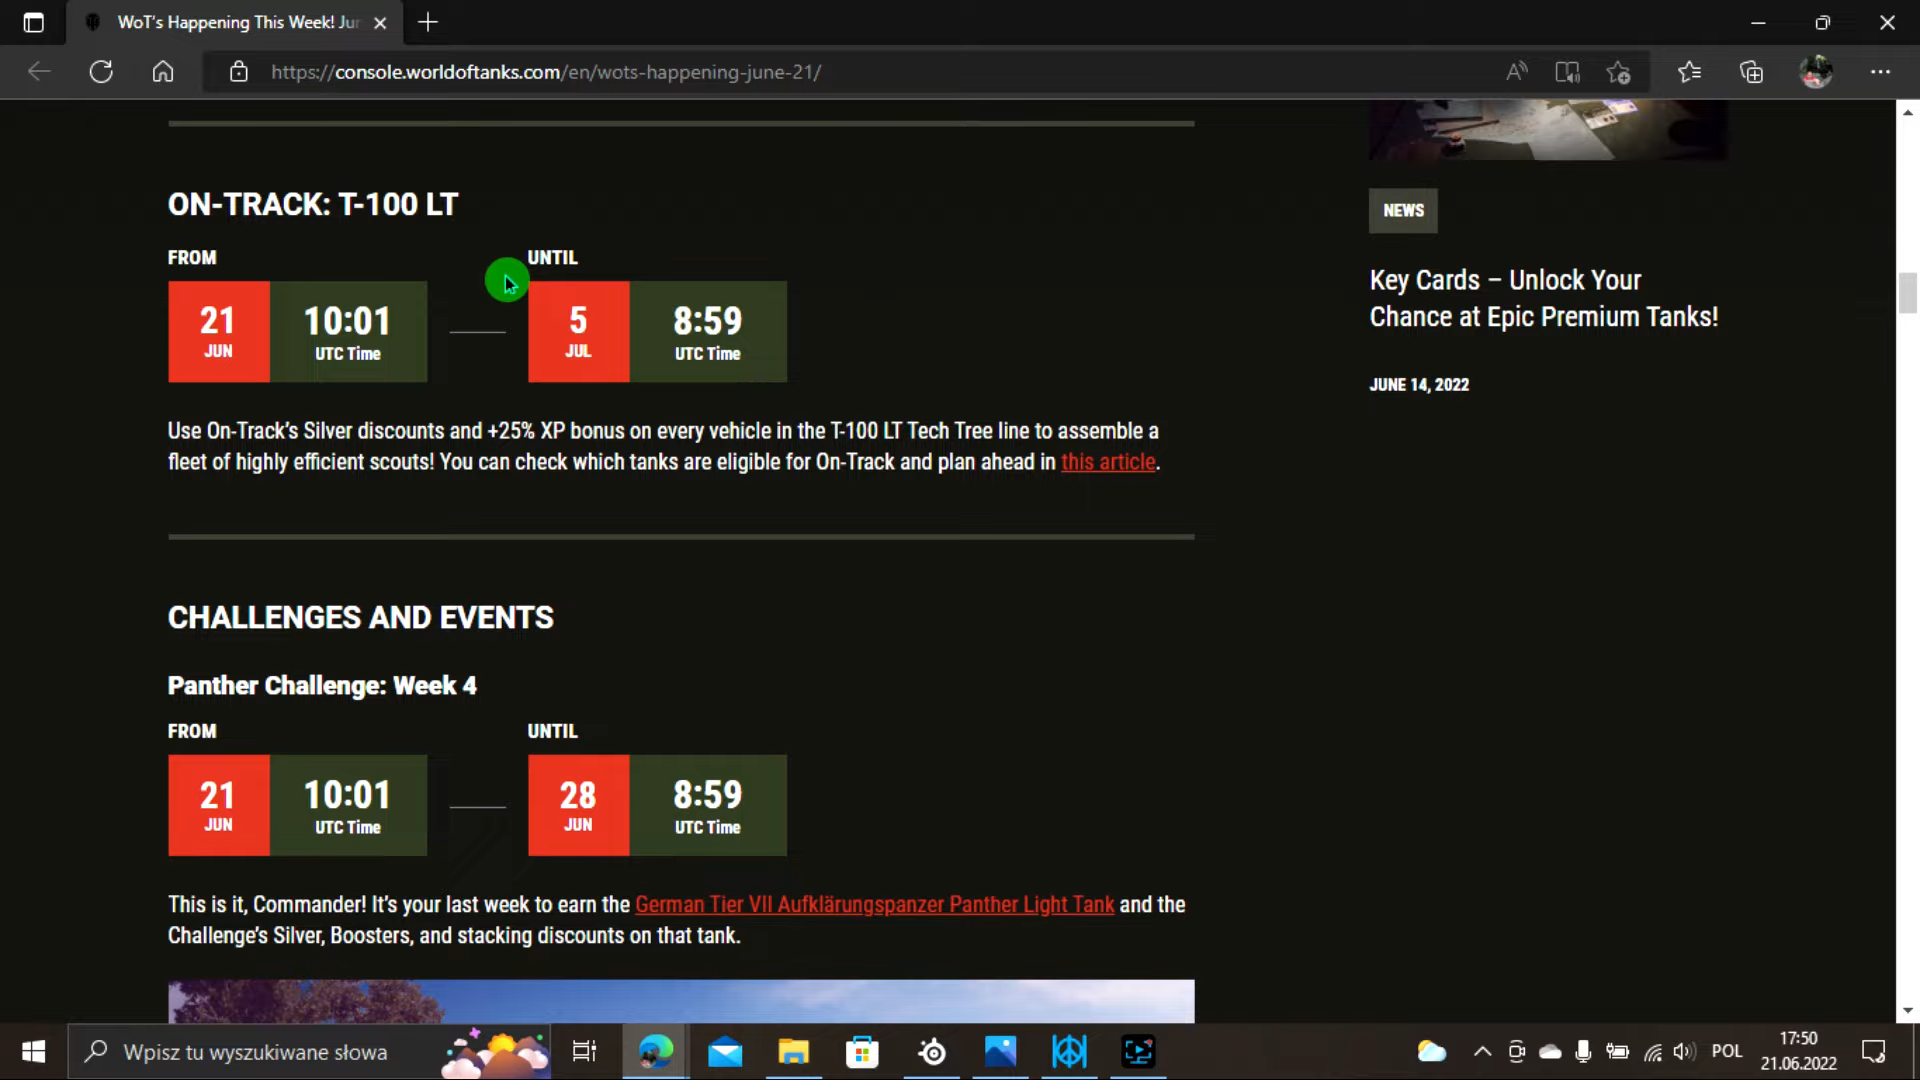 WoT's Happening This Week! Jun
https://console.worldoftanks.com/en/wots-happening-june-21/
ON-TRACK: T-100 LT
FROM
UNTIL
21
JUN
10:01
UTC Time
5
JUL
8:59
UTC Time
Use On-Track's Silver discounts and +25% XP bonus on every vehicle in the T-100 LT Tech Tree line to assemble a
fleet of highly efficient scouts! You can check which tanks are eligible for On-Track and plan ahead in this article.
CHALLENGES AND EVENTS
Panther Challenge: Week 4
FROM
UNTIL
21
JUN
10:01
UTC Time
28
JUN
8:59
UTC Time
This is it, Commander! It's your last week to earn the German Tier VII Aufklärungspanzer Panther Light Tank and the
Challenge's Silver, Boosters, and stacking discounts on that tank.
NEWS
Key Cards – Unlock Your
Chance at Epic Premium Tanks!
JUNE 14, 2022
Wpisz tu wyszukiwane słowa
POL
17:50
21.06.2022